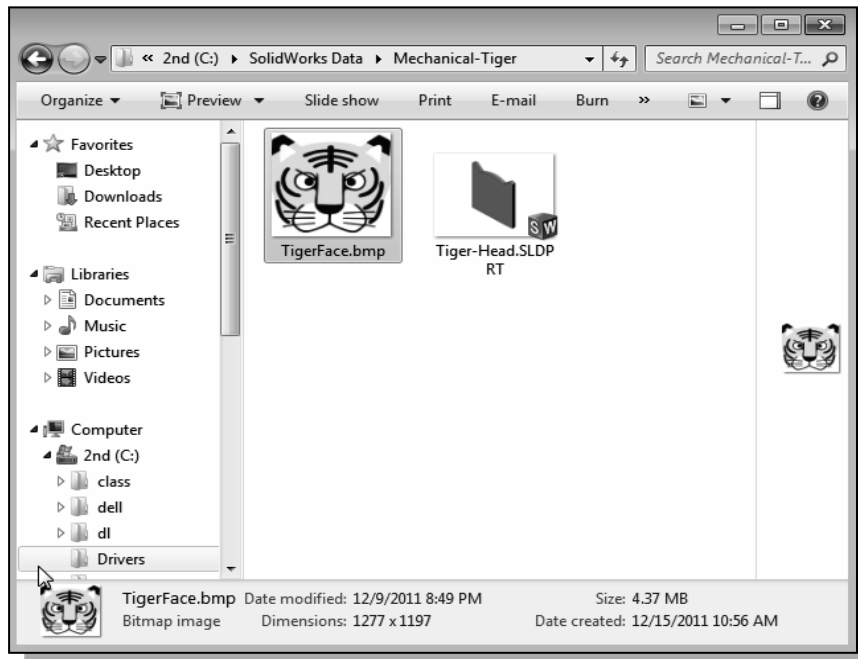 « 2nd (C:) SolidWorks Data Mechanical-Tiger Search Mechanical-T...
Organize Preview Slide show Print E-mail Burn »
Favorites
Desktop
Downloads
Recent Places
Libraries
Documents
Music
Pictures
Videos
Computer
2nd (C:)
class
dell
dl
Drivers
TigerFace.bmp
Tiger-Head.SLDP
RT
SW
TigerFace.bmp Date modified: 12/9/2011 8:49 PM Size: 4.37 MB
Bitmap image Dimensions: 1277 x 1197 Date created: 12/15/2011 10:56 AM